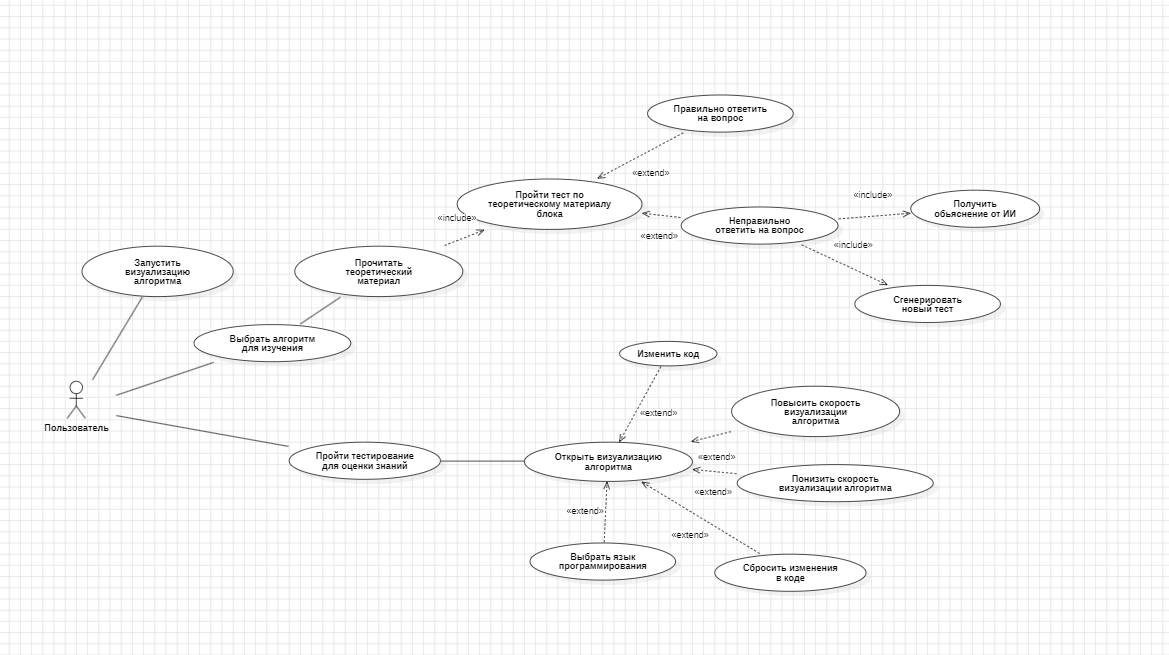 Правильно ответить
на вопрос
«extend»
Пройти тест по
теоретическому материалу
блока
«include»
Неправильно
ответить на вопрос
«extend»
«include»
Получить
обьяснение от ИИ
«include»
Сгенерировать
новый тест
Запустить
визуализацию
алгоритма
Прочитать
теоретический
материал
Выбрать алгоритм
для изучения
Пользователь
Пройти тестирование
для оценки знаний
Изменить код
«extend»
Открыть визуализацию
алгоритма
Повысить скорость
визуализации
алгоритма
«extend»
Понизить скорость
визуализации алгоритма
«extend»
«extend»
Выбрать язык
программирования
«extend»
Сбросить изменения
в коде